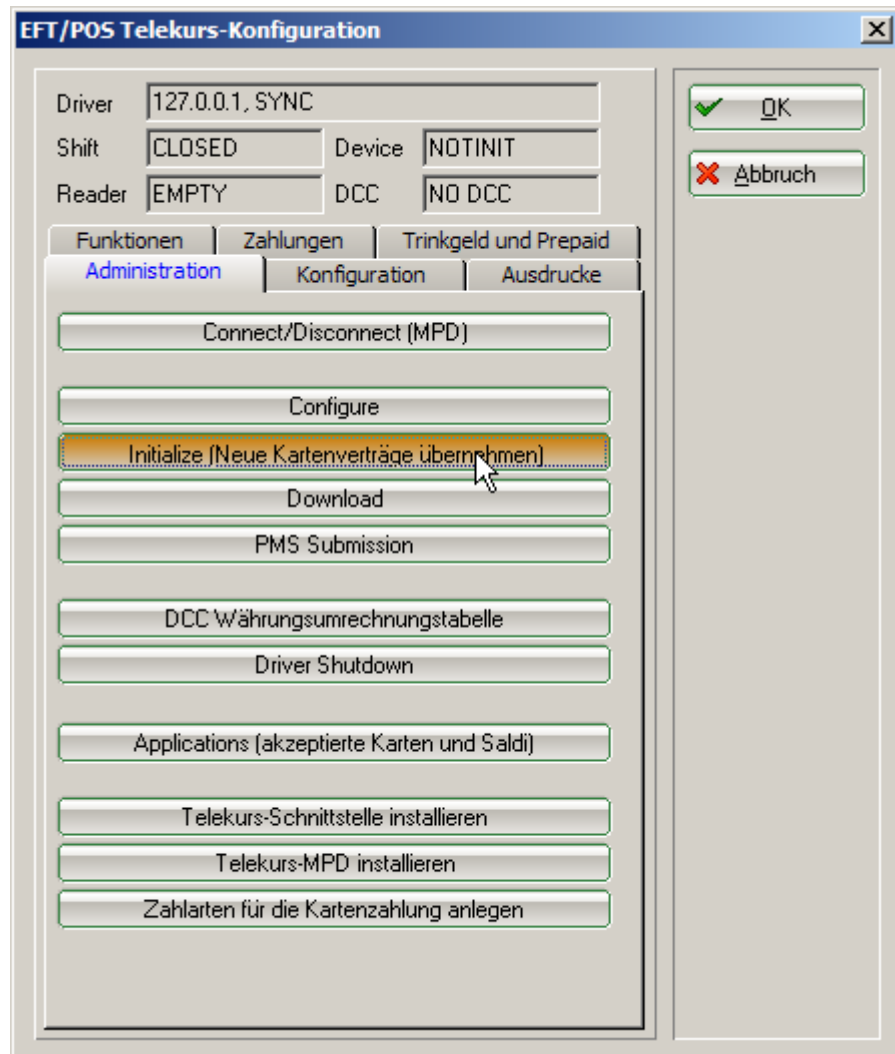 EFT/POS Telekurs-Konfiguration
Driver 127.0.0.1, SYNC
Shift CLOSED Device NOTINIT
Reader EMPTY DCC NO DCC
Funktionen Zahlungen Trinkgeld und Prepaid
Administration Konfiguration Ausdrucke
Connect/Disconnect (MPD)
Configure
Initialize (Neue Kartenverträge übernehmen)
Download
PMS Submission
DCC Währungsumrechnungstabelle
Driver Shutdown
Applications (akzeptierte Karten und Saldi)
Telekurs-Schnittstelle installieren
Telekurs-MPD installieren
Zahlarten für die Kartenzahlung anlegen
OK
Abbruch